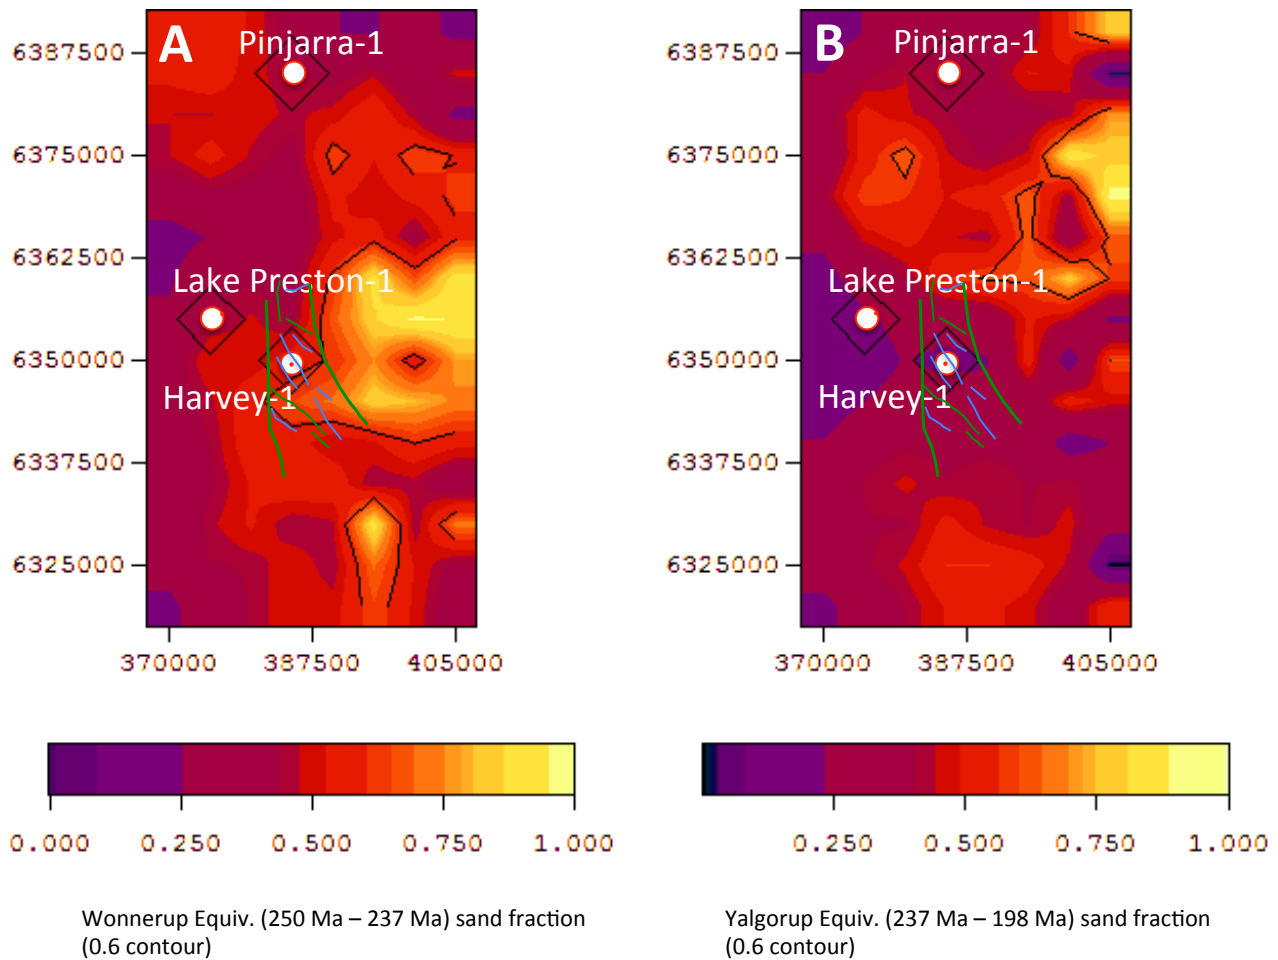 A
Pinjarra-1
Lake Preston-1
Harvey-1
6387500
6375000
6362500
6350000
6337500
6325000
370000 387500 405000
0.000 0.250 0.500 0.750 1.000
Wonnerup Equiv. (250 Ma – 237 Ma) sand fraction
(0.6 contour)
B
Pinjarra-1
Lake Preston-1
Harvey-1
6387500
6375000
6362500
6350000
6337500
6325000
370000 387500 405000
0.250 0.500 0.750 1.000
Yalgorup Equiv. (237 Ma – 198 Ma) sand fraction
(0.6 contour)